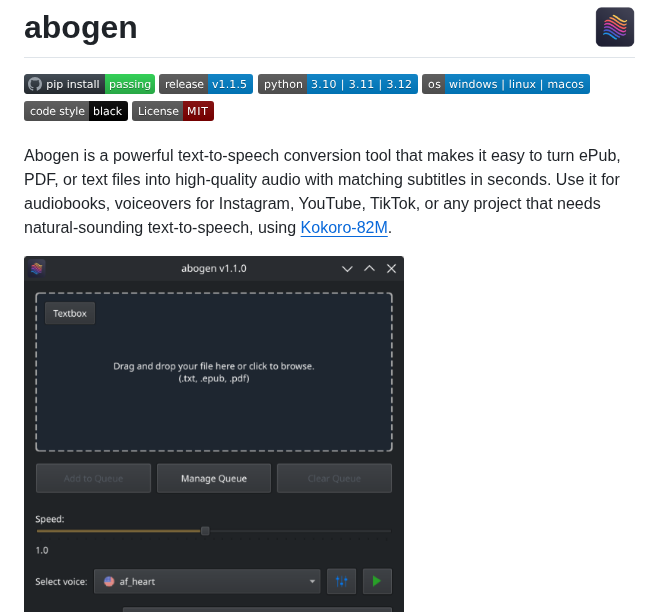 abogen
pip install passing release v1.1.5 python 3.10 | 3.11 | 3.12 os windows | linux | macos
code style black License MIT
Abogen is a powerful text-to-speech conversion tool that makes it easy to turn ePub,
PDF, or text files into high-quality audio with matching subtitles in seconds. Use it for
audiobooks, voiceovers for Instagram, YouTube, TikTok, or any project that needs
natural-sounding text-to-speech, using Kokoro-82M.
abogen v1.1.0
Textbox
Drag and drop your file here or click to browse.
(.txt, .epub, .pdf)
Add to Queue Manage Queue Clear Queue
Speed:
1.0
Select voice: af_heart